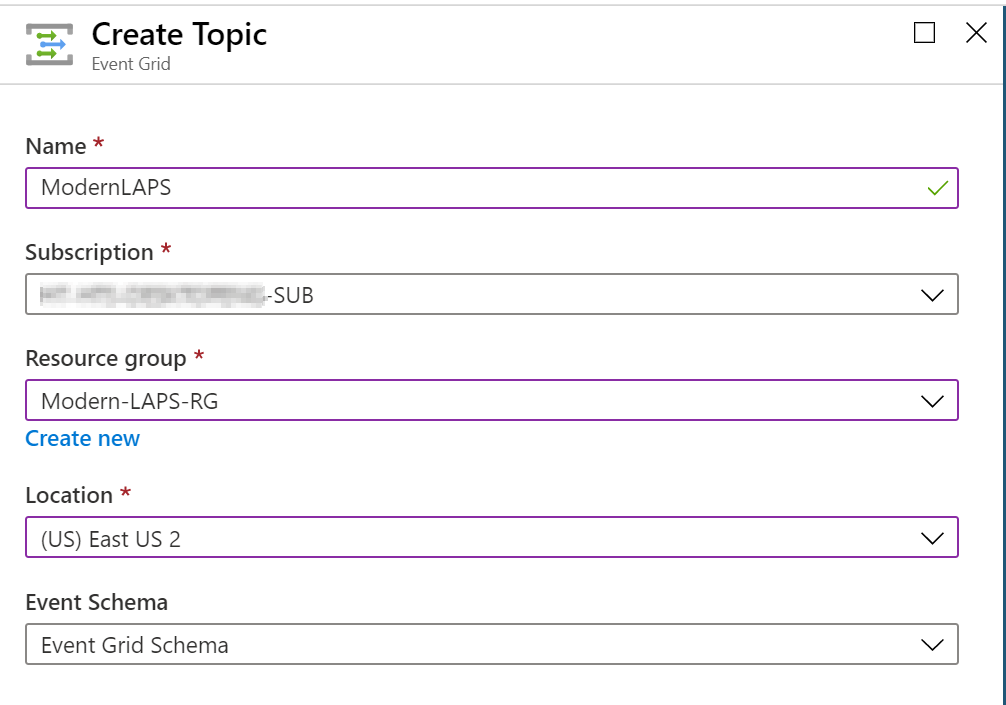 Create Topic
Event Grid
Name *
ModernLAPS
Subscription *
-SUB
Resource group *
Modern-LAPS-RG
Create new
Location *
(US) East US 2
Event Schema
Event Grid Schema